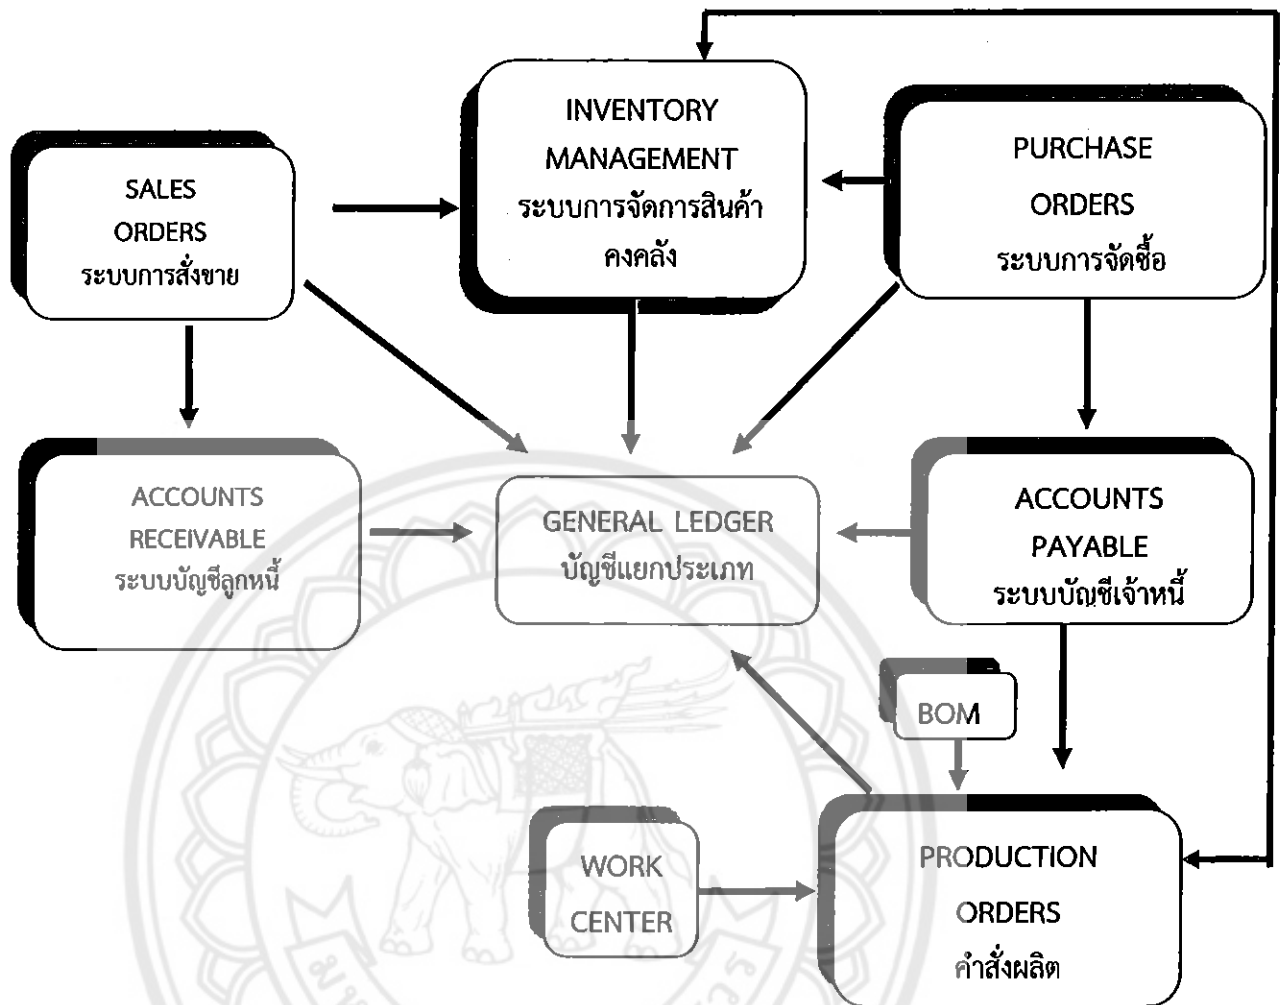 INVENTORY
MANAGEMENT
ระบบการจัดการสินค้า
คงคลัง
PURCHASE
ORDERS
ระบบการจัดซื้อ
SALES
ORDERS
ระบบการสั่งขาย
ACCOUNTS
RECEIVABLE
ระบบบัญชีลูกหนี้
GENERAL LEDGER
บัญชีแยกประเภท
ACCOUNTS
PAYABLE
ระบบบัญชีเจ้าหนี้
BOM
WORK
CENTER
PRODUCTION
ORDERS
คำสั่งผลิต